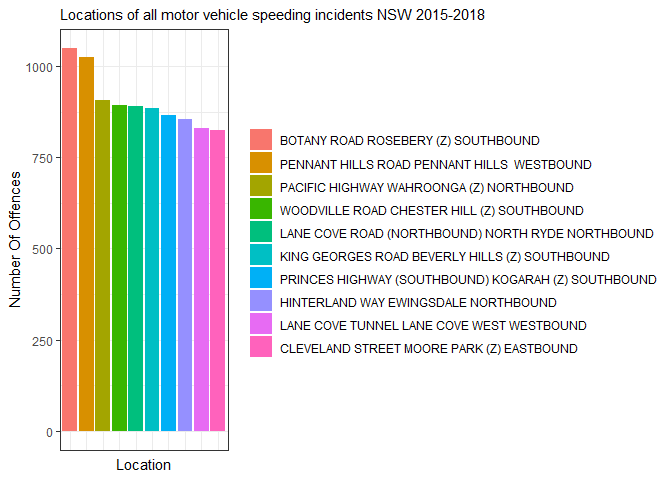 Locations of all motor vehicle speeding incidents NSW 2015-2018
Number Of Offences
1000
750
500
250
0
Location
BOTANY ROAD ROSEBERY (Z) SOUTHBOUND
PENNANT HILLS ROAD PENNANT HILLS  WESTBOUND
PACIFIC HIGHWAY WAHROONGA (Z) NORTHBOUND
WOODVILLE ROAD CHESTER HILL (Z) SOUTHBOUND
LANE COVE ROAD (NORTHBOUND) NORTH RYDE NORTHBOUND
KING GEORGES ROAD BEVERLY HILLS (Z) SOUTHBOUND
PRINCES HIGHWAY (SOUTHBOUND) KOGARAH (Z) SOUTHBOUND
HINTERLAND WAY EWINGSDALE NORTHBOUND
LANE COVE TUNNEL LANE COVE WEST WESTBOUND
CLEVELAND STREET MOORE PARK (Z) EASTBOUND